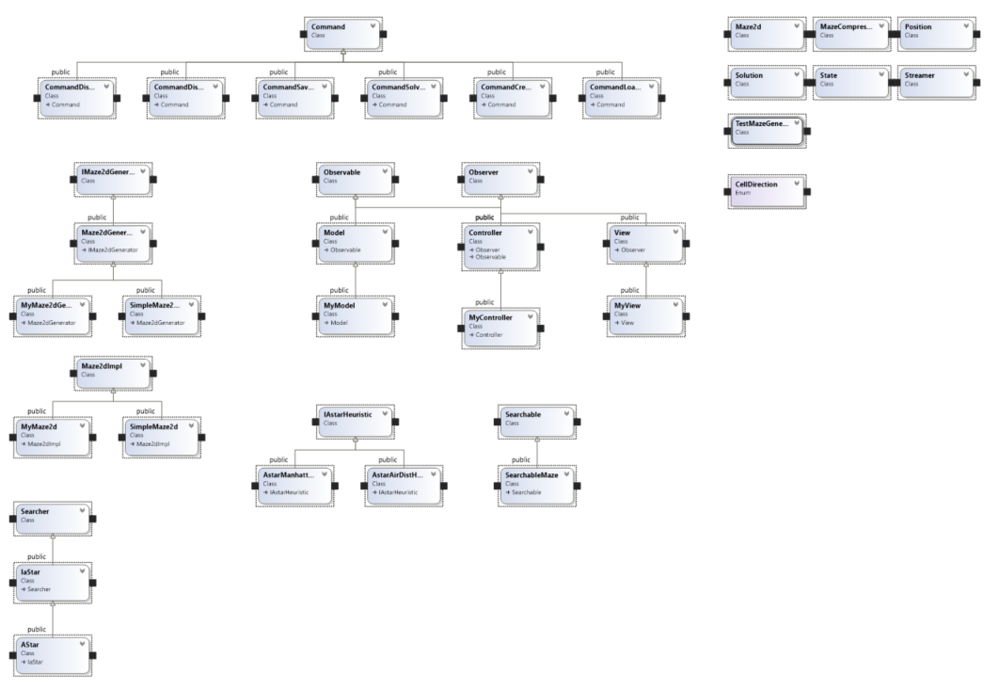 Command
Class
public
public
public
public
public
public
CommandDis...
Class
→ Command
CommandDis...
Class
→ Command
CommandSav...
Class
→ Command
CommandSolv...
Class
→ Command
CommandCre...
Class
→ Command
CommandLoa...
Class
→ Command
Maze2d
Class
MazeCompres...
Class
Position
Class
Solution
Class
State
Class
Streamer
Class
TestMazeGene...
Class
CellDirection
Enum
IMaze2dGener...
Class
public
Maze2dGener...
Class
→ IMaze2dGenerator
public
public
MyMaze2dGe...
Class
→ Maze2dGenerator
SimpleMaze2...
Class
→ Maze2dGenerator
Observable
Class
Observer
Class
public
public
public
Model
Class
→ Observable
Controller
Class
→ Observer
→ Observable
View
Class
→ Observer
public
public
public
MyModel
Class
→ Model
MyController
Class
→ Controller
MyView
Class
→ View
Maze2dImpl
Class
public
public
MyMaze2d
Class
→ Maze2dImpl
SimpleMaze2d
Class
→ Maze2dImpl
IAstarHeuristic
Class
public
public
AstarManhatt...
Class
→ IAstarHeuristic
AstarAirDistH...
Class
→ IAstarHeuristic
Searchable
Class
public
SearchableMaze
Class
→ Searchable
Searcher
Class
public
IaStar
Class
→ Searcher
public
AStar
Class
→ IaStar